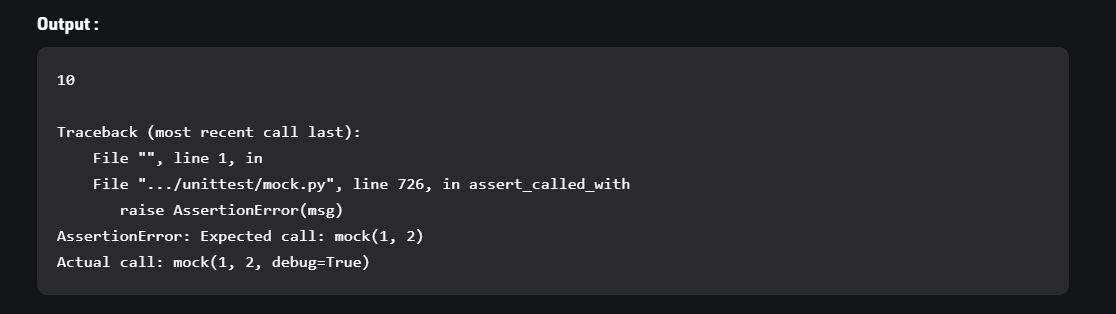 Output :
10
Traceback (most recent call last):
File "", line 1, in
File ".../unittest/mock.py", line 726, in assert_called_with
raise AssertionError(msg)
AssertionError: Expected call: mock(1, 2)
Actual call: mock(1, 2, debug=True)